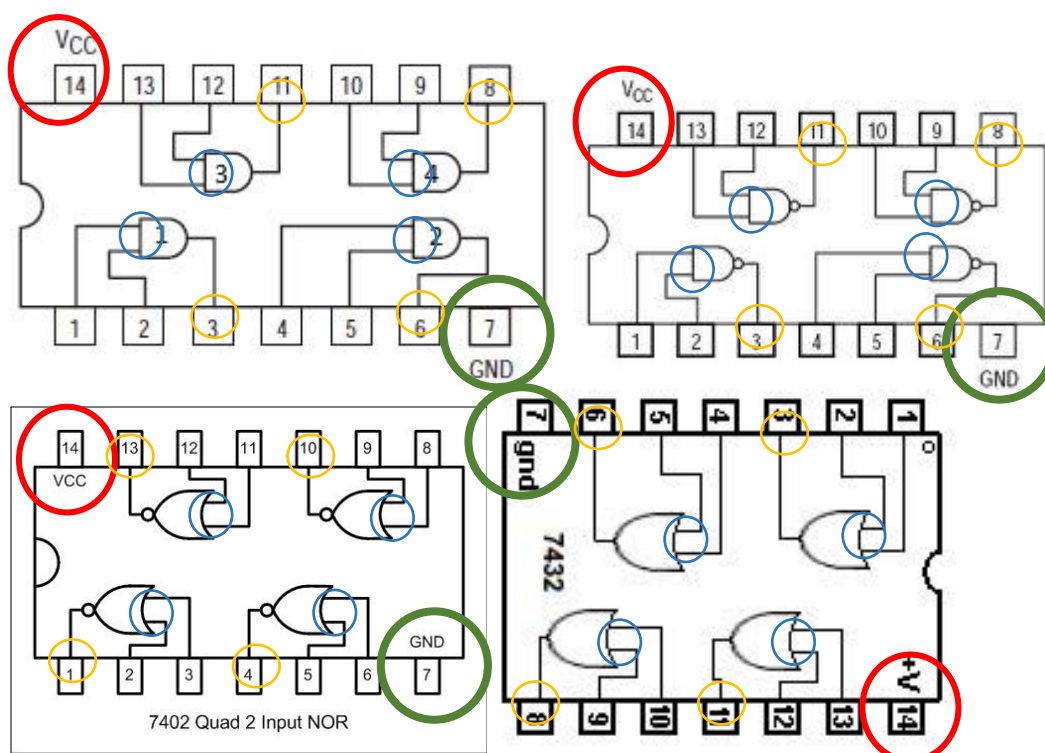 VCC
14 13 12 11 10 9 8
3 4
1 2
1 2 3 4 5 6 7
GND
VCC
14 13 12 11 10 9 8
1 2 3 4 5 6 7
GND
14 13 12 11 10 9 8
VCC
GND
1 2 3 4 5 6 7
7402 Quad 2 Input NOR
7 6 5 4 3 2 1
gnd
7432
+V
8 9 10 11 12 13 14